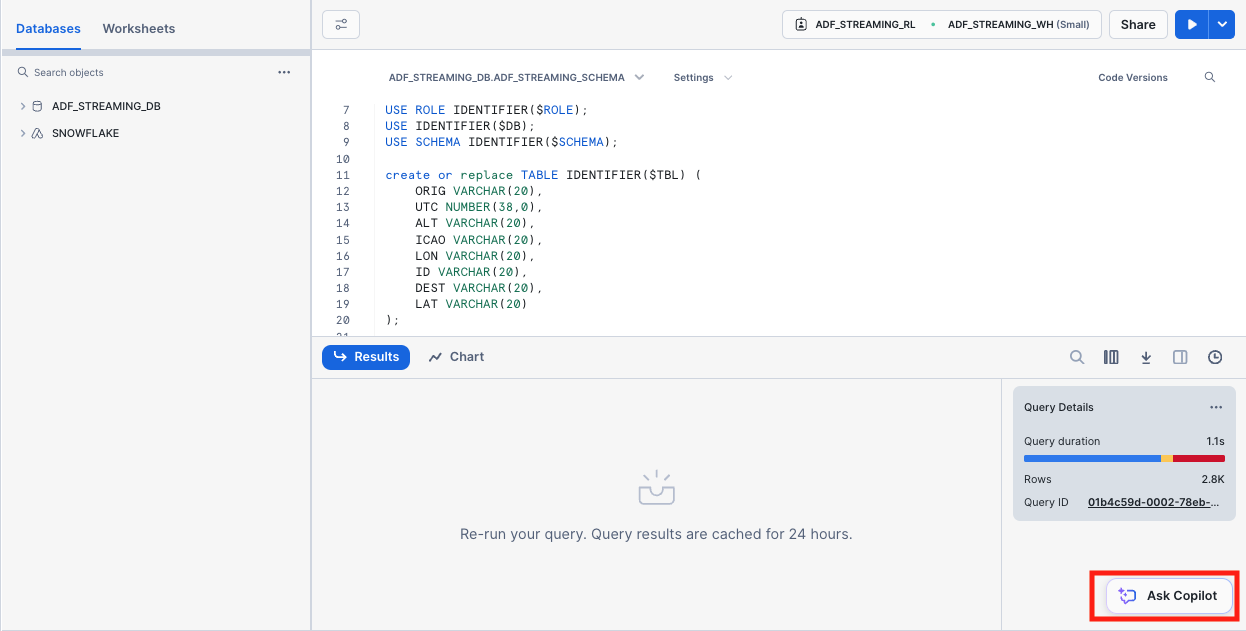 Databases Worksheets
Search objects ...
ADF_STREAMING_DB
SNOWFLAKE
ADF_STREAMING_RL • ADF_STREAMING_WH (Small) Share
ADF_STREAMING_DB.ADF_STREAMING_SCHEMA Settings Code Versions
7 USE ROLE IDENTIFIER($ROLE);
8 USE IDENTIFIER($DB);
9 USE SCHEMA IDENTIFIER($SCHEMA);
10
11 create or replace TABLE IDENTIFIER($TBL) (
12 ORIG VARCHAR(20),
13 UTC NUMBER(38,0),
14 ALT VARCHAR(20),
15 ICAO VARCHAR(20),
16 LON VARCHAR(20),
17 ID VARCHAR(20),
18 DEST VARCHAR(20),
19 LAT VARCHAR(20)
20 );
21
Results Chart
Re-run your query. Query results are cached for 24 hours.
Query Details ...
Query duration 1.1s
Rows 2.8K
Query ID 01b4c59d-0002-78eb-...
Ask Copilot